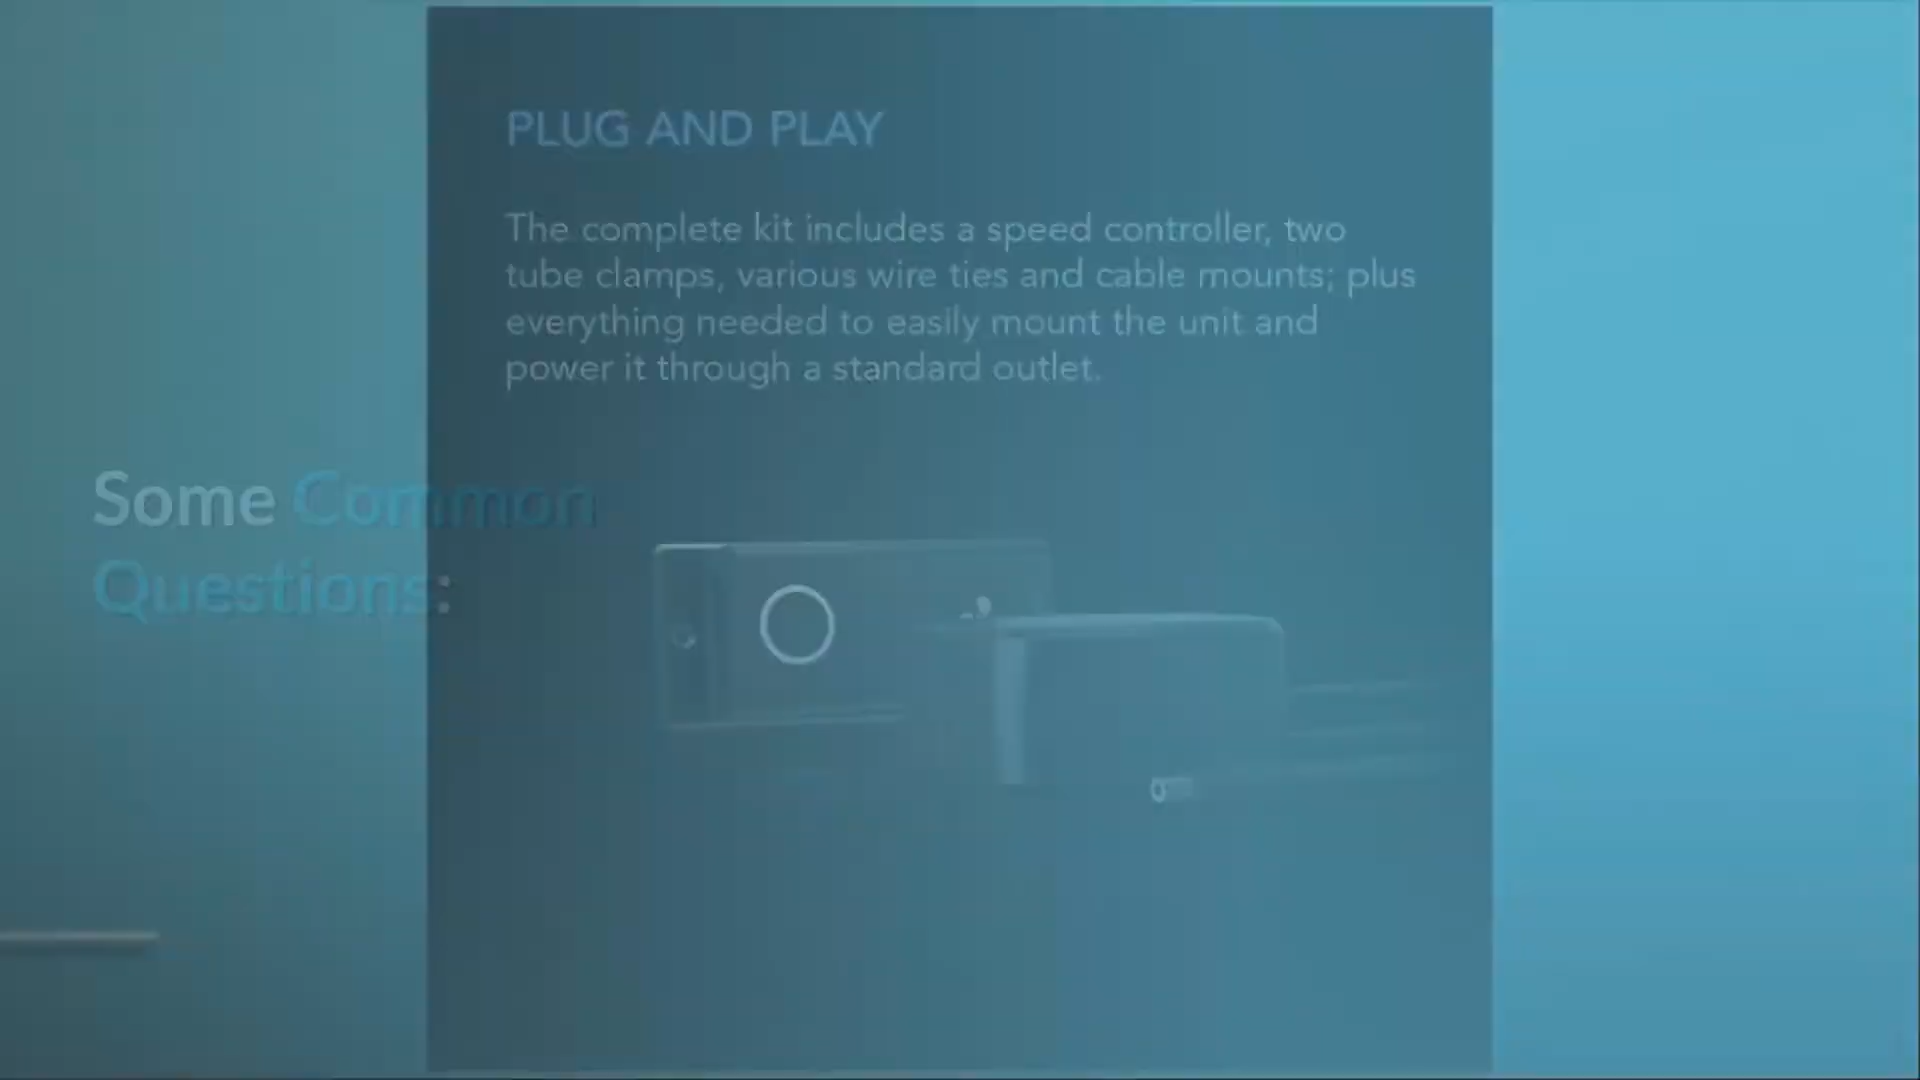 PLUG AND PLAY
The complete kit includes a speed controller, two
tube clamps, various wire ties and cable mounts; plus
everything needed to easily mount the unit and
power it through a standard outlet.
Some Common
Questions: